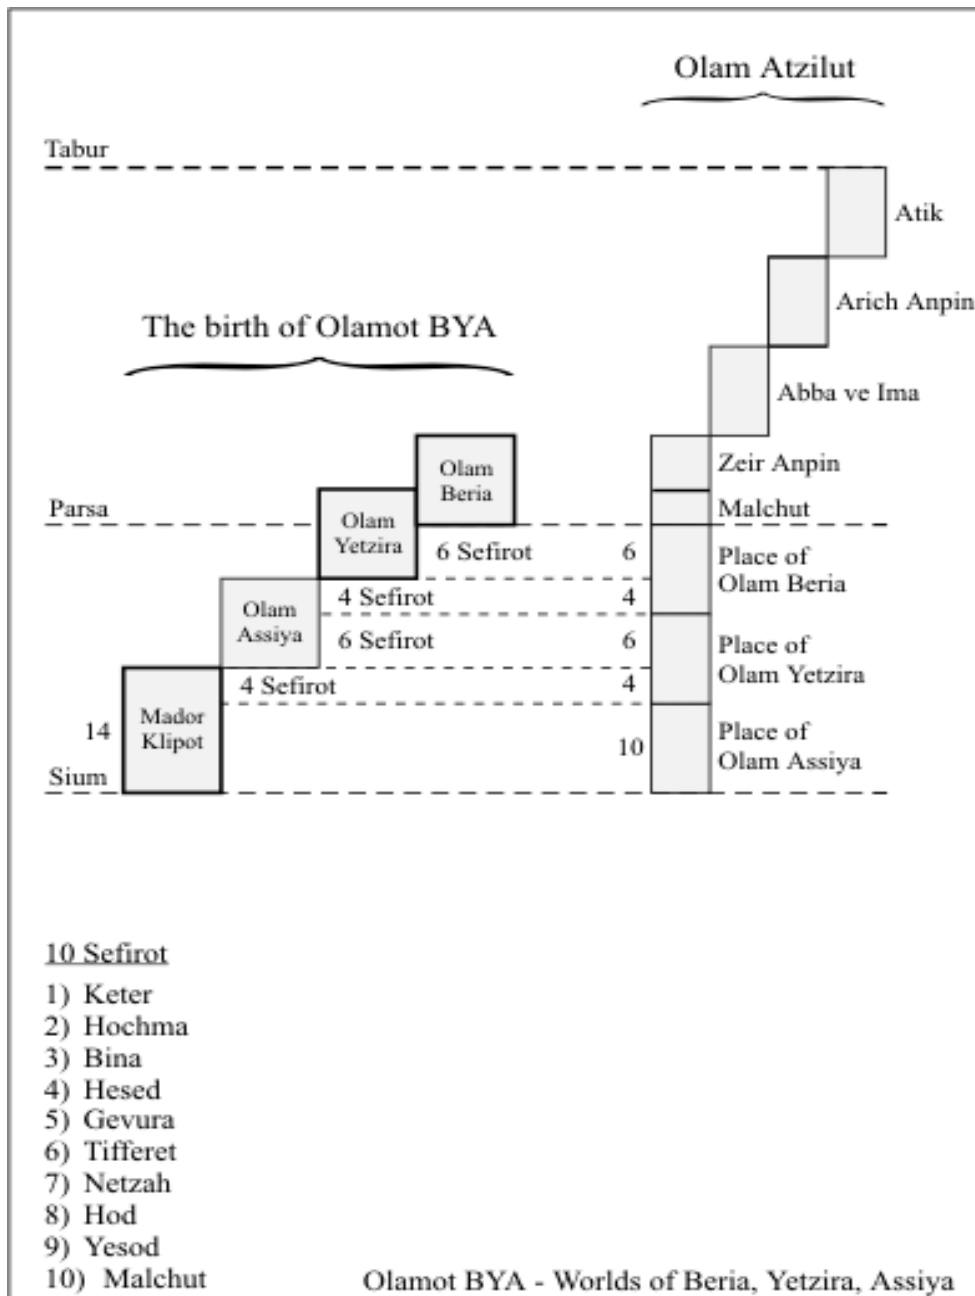 Olam Atzilut
Tabur
Atik
Arich Anpin
The birth of Olamot BYA
Abba ve Ima
Olam
Beria
Zeir Anpin
Parsa
Malchut
Olam
Yetzira
6 Sefirot
6
Place of
Olam Beria
4 Sefirot
4
Olam
Assiya
6 Sefirot
6
Place of
Olam Yetzira
4 Sefirot
4
Mador
Klipot
14
10
Place of
Olam Assiya
Sium
10 Sefirot
1) Keter
2) Hochma
3) Bina
4) Hesed
5) Gevura
6) Tifferet
7) Netzah
8) Hod
9) Yesod
10) Malchut
Olamot BYA - Worlds of Beria, Yetzira, Assiya